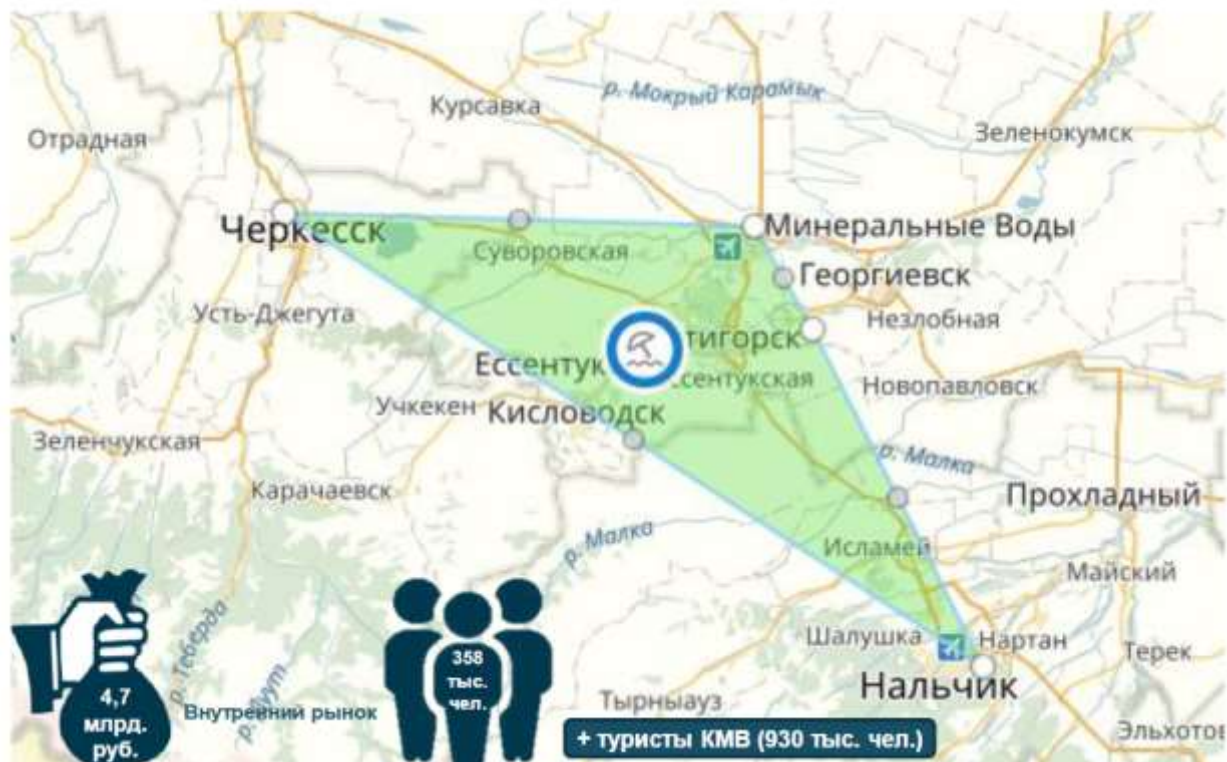 Курсавка
р. Мокрый Карамык
Отрадная
Зеленокумск
Черкесск
Суворовская
Минеральные Воды
Георгиевск
Усть-Джегута
Незлобная
тигорск
Ессентук
ссентукская
Новопавловск
Учкекен
Кисловодск
Зеленчукская
р. Малка
Карачаевск
Прохладный
р. Малка
Исламей
Майский
р. Теберда
358
тыс.
чел.
Шалушка
Нартан
Терек
4,7
млрд.
руб.
Внутренний рынок
Тырныауз
Нальчик
+ туристы КМВ (930 тыс. чел.)
Эльхотов